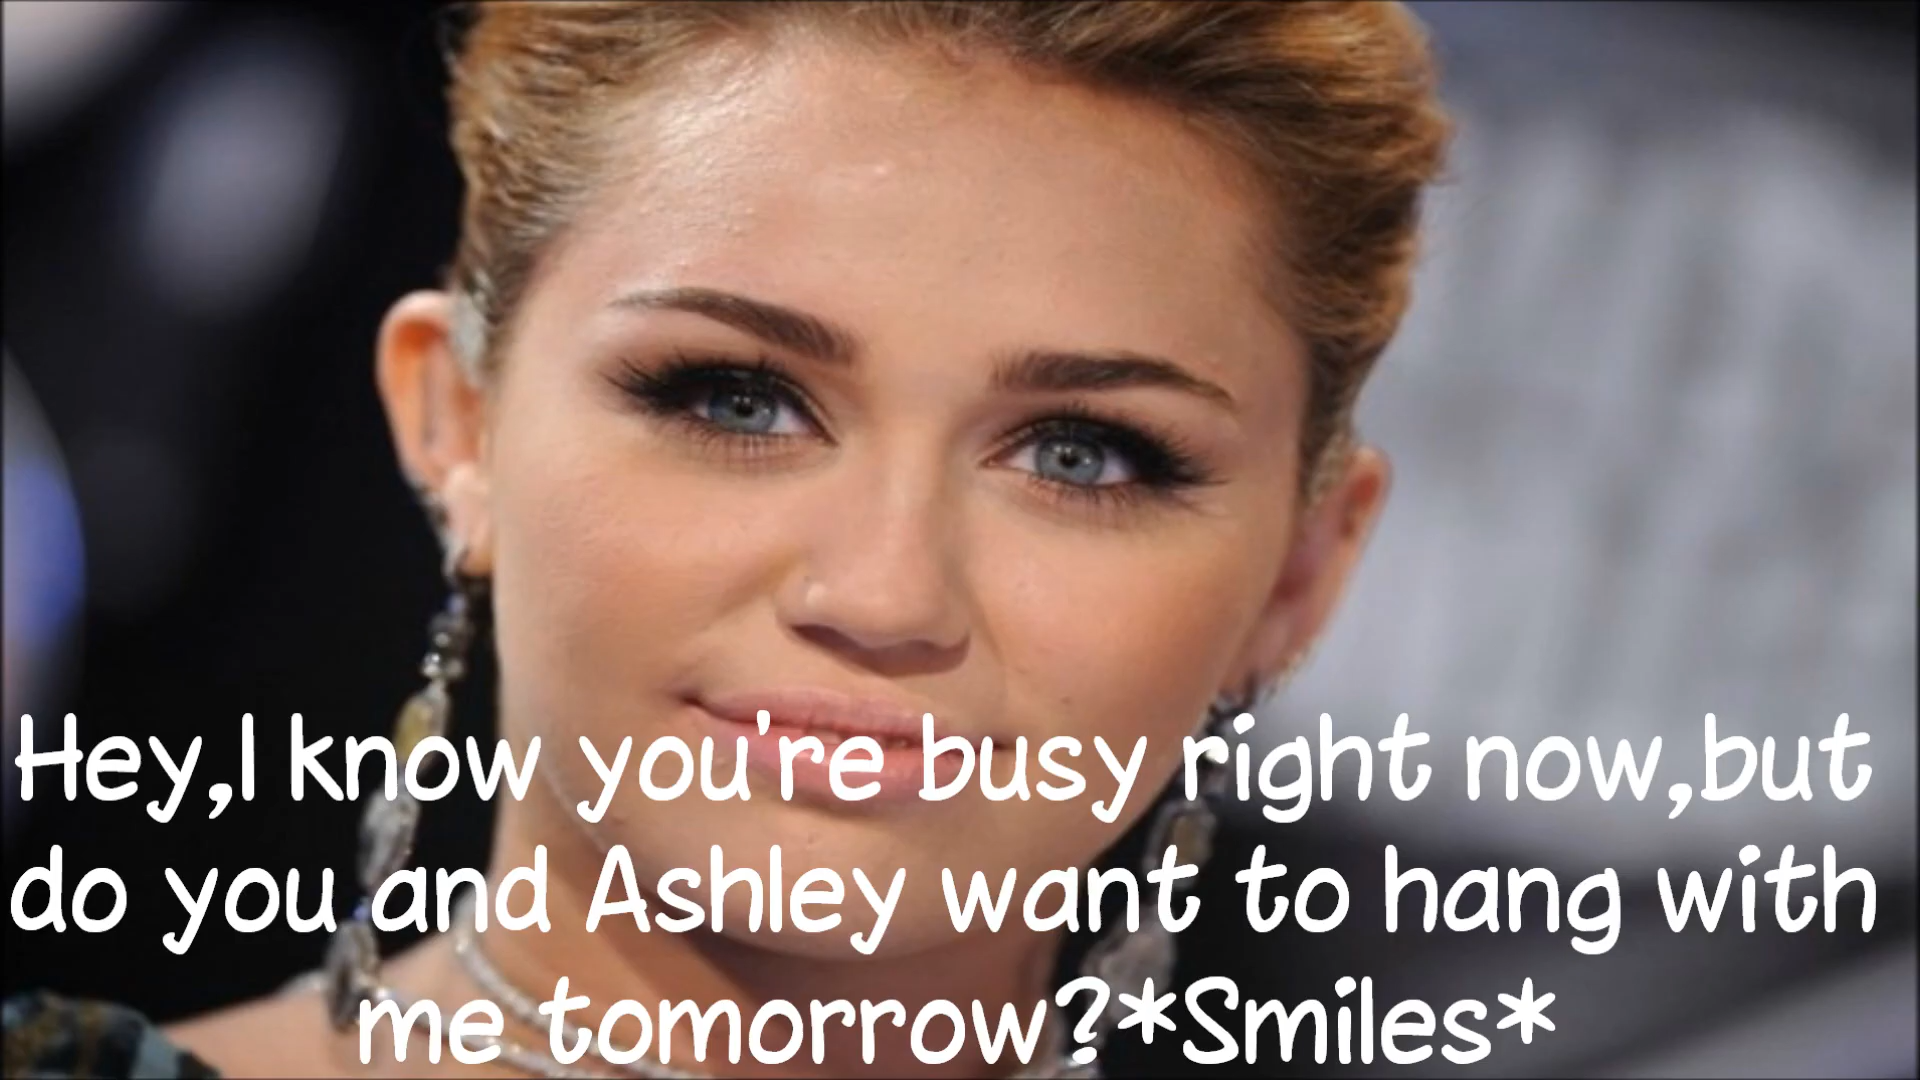 Hey,I know you're busy right now,but
do you and Ashley want to hang with
me tomorrow?*Smiles*